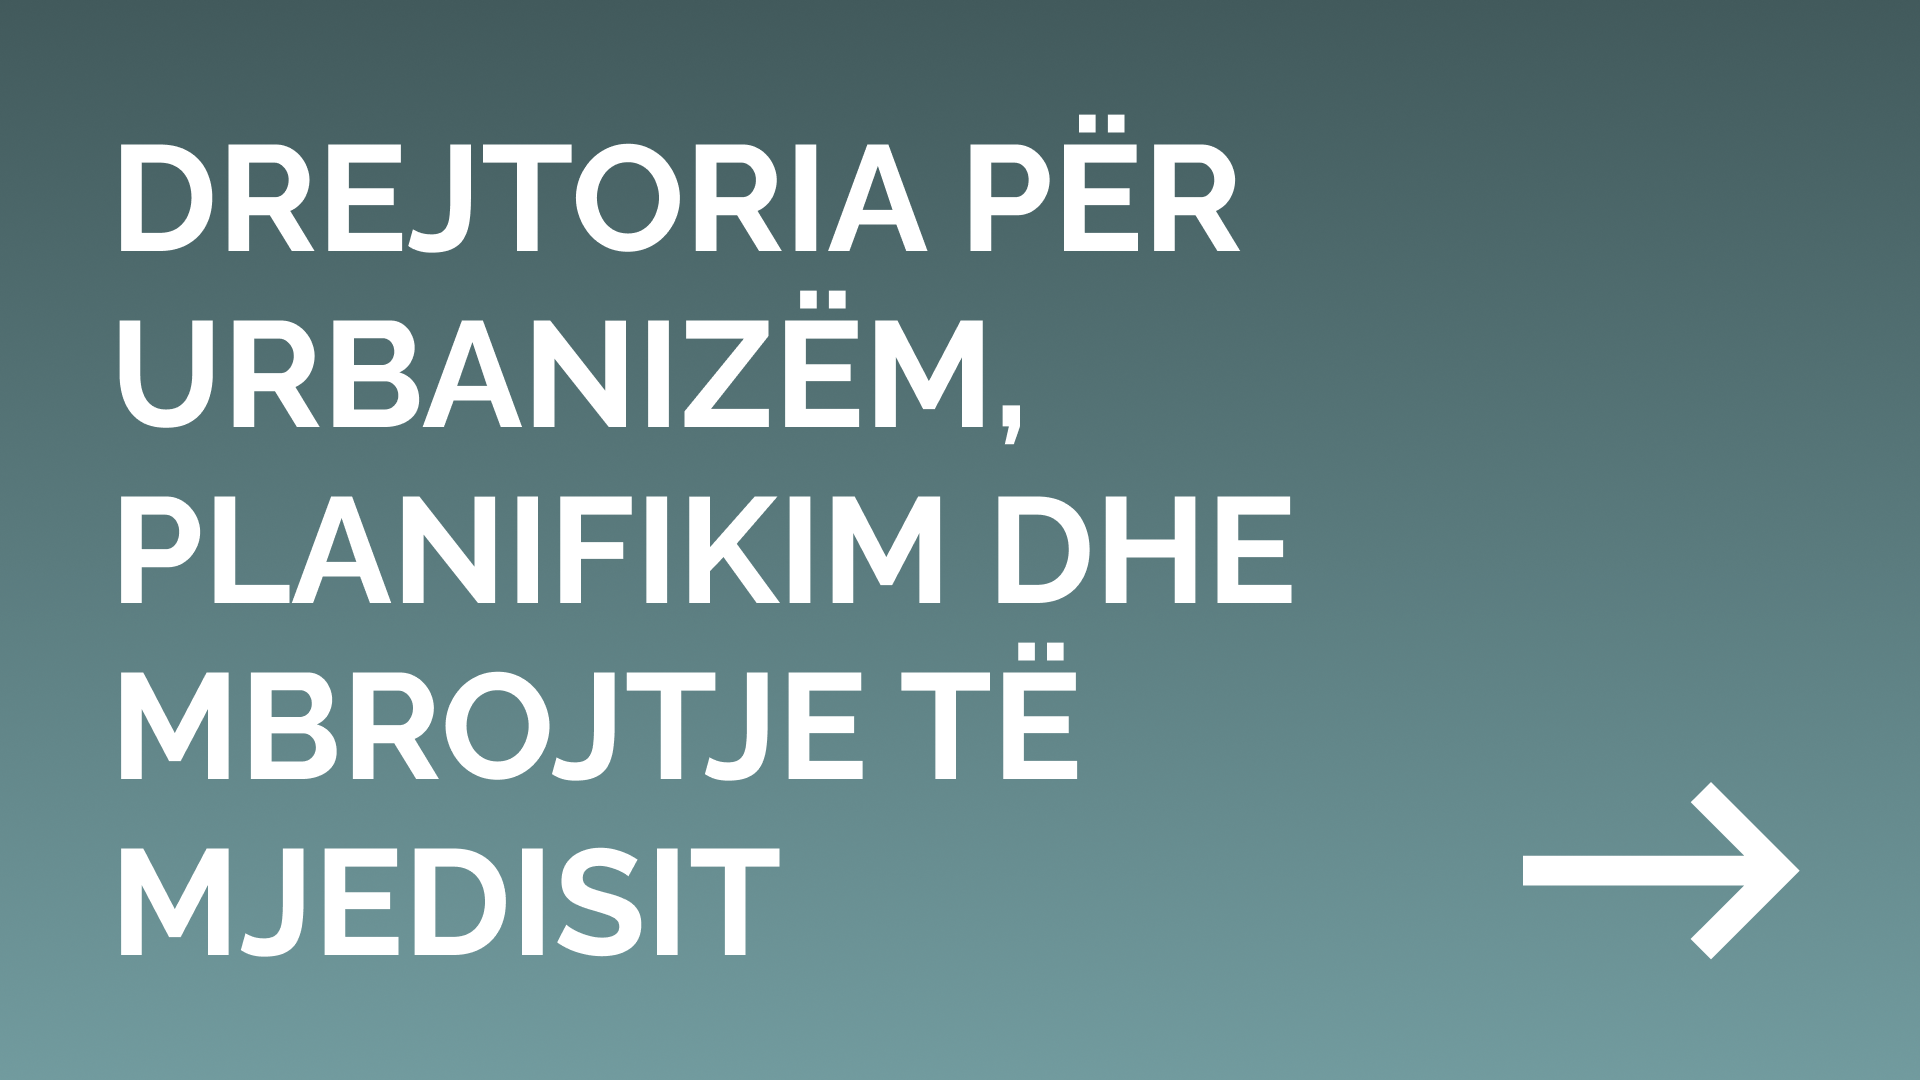 DREJTORIA PËR
URBANIZËM,
PLANIFIKIM DHE
MBROJTJE TË
MJEDISIT